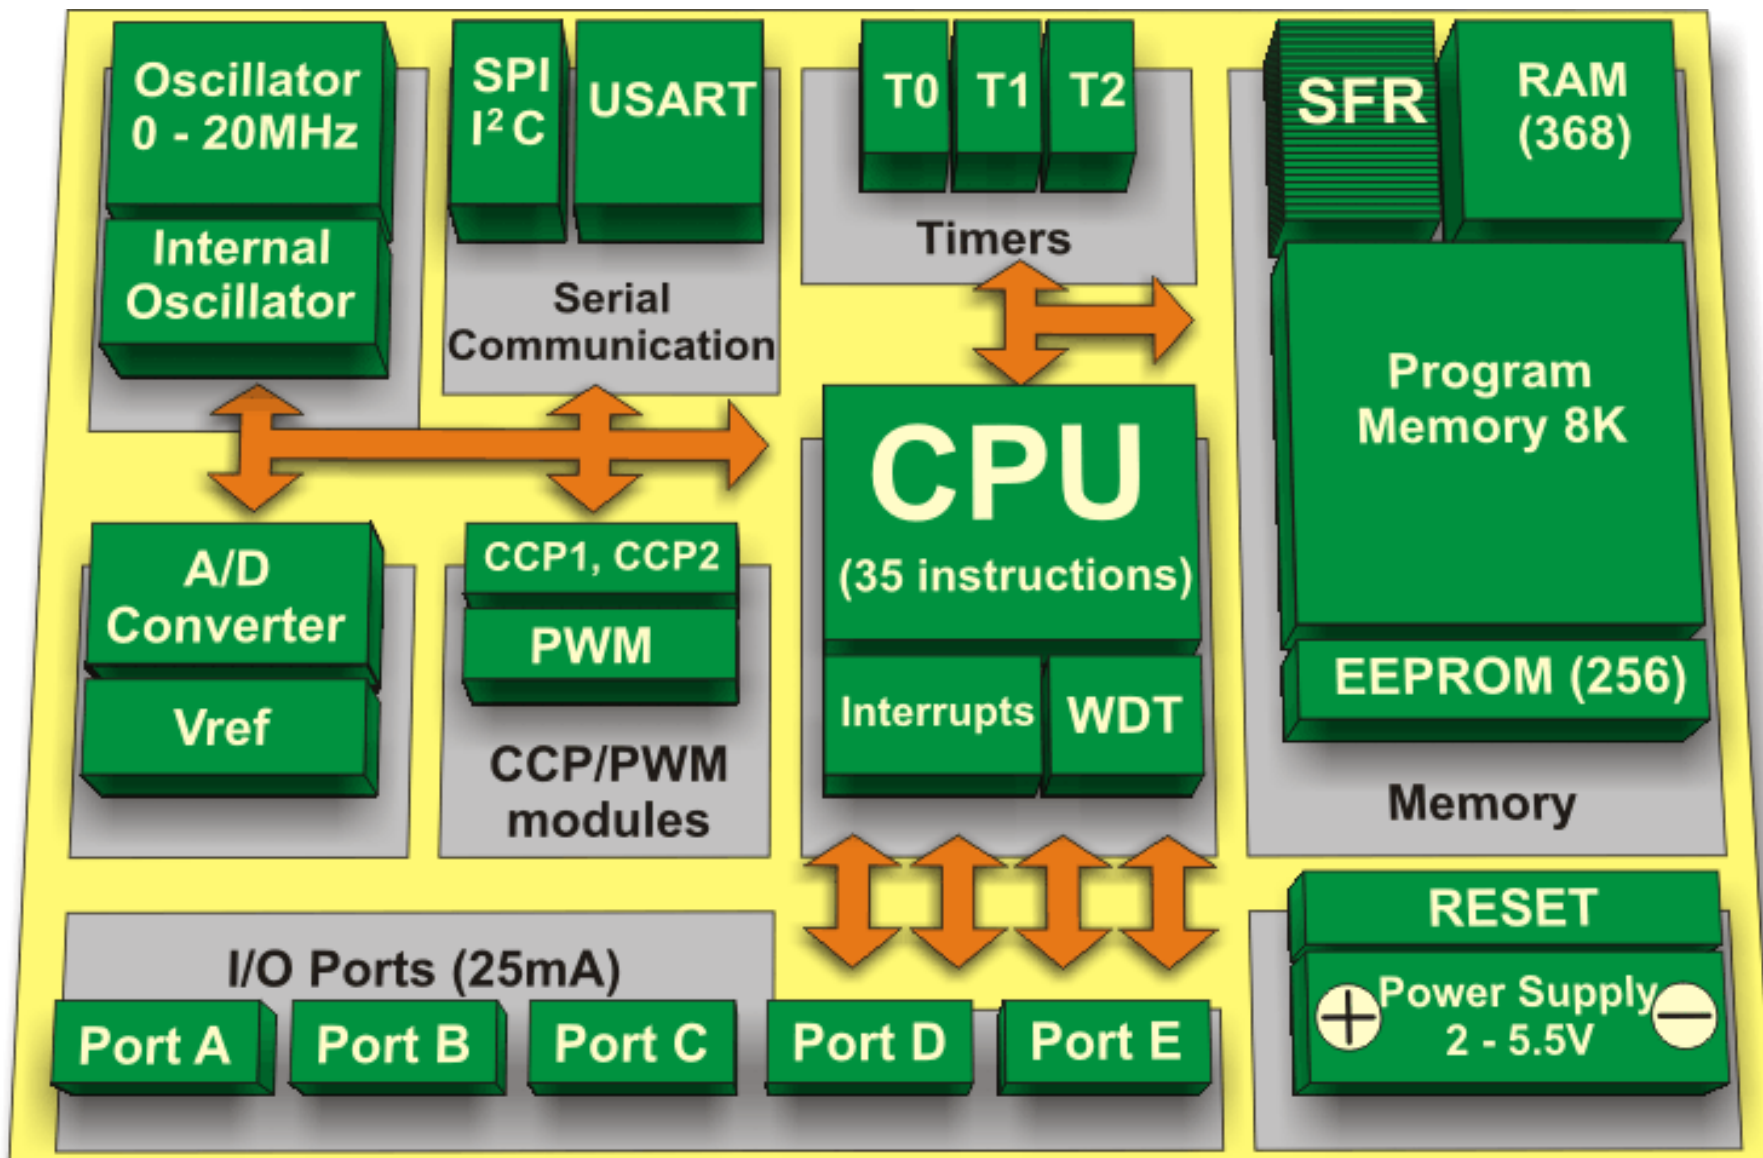 Oscillator
0 - 20MHz
Internal
Oscillator
SPI
I² C
USART
Serial
Communication
T0
T1
T2
Timers
SFR
RAM
(368)
Program
Memory 8K
EEPROM (256)
Memory
A/D
Converter
Vref
CCP1, CCP2
PWM
CCP/PWM
modules
CPU
(35 instructions)
Interrupts
WDT
I/O Ports (25mA)
Port A
Port B
Port C
Port D
Port E
RESET
+
Power Supply
−
2 - 5.5V